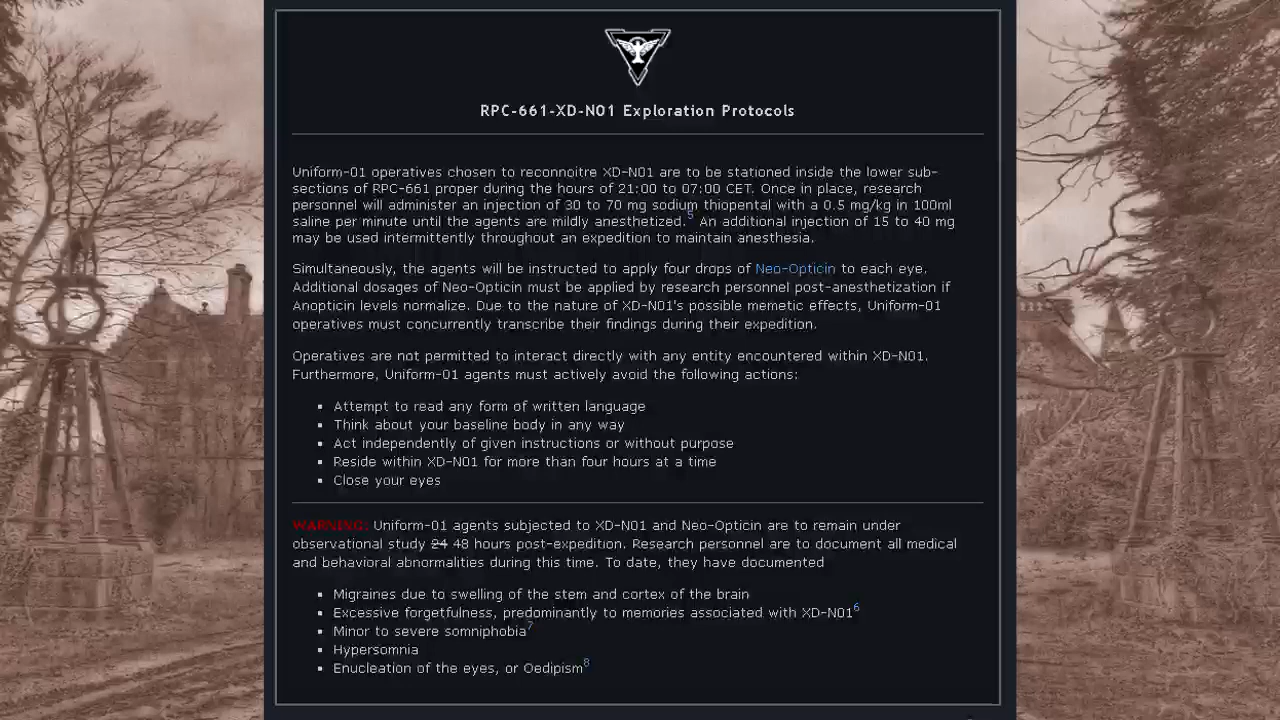 RPC-661-XD-N01 Exploration Protocols
Uniform-01 operatives chosen to reconnoitre XD-N01 are to be stationed inside the lower sub-
sections of RPC-661 proper during the hours of 21:00 to 07:00 CET. Once in place, research
personnel will administer an injection of 30 to 70 mg sodium thiopental with a 0.5 mg/kg in 100ml
saline per minute until the agents are mildly anesthetized.5 An additional injection of 15 to 40 mg
may be used intermittently throughout an expedition to maintain anesthesia.
Simultaneously, the agents will be instructed to apply four drops of Neo-Opticin to each eye.
Additional dosages of Neo-Opticin must be applied by research personnel post-anesthetization if
Anopticin levels normalize. Due to the nature of XD-N01's possible memetic effects, Uniform-01
operatives must concurrently transcribe their findings during their expedition.
Operatives are not permitted to interact directly with any entity encountered within XD-N01.
Furthermore, Uniform-01 agents must actively avoid the following actions:
▪ Attempt to read any form of written language
▪ Think about your baseline body in any way
▪ Act independently of given instructions or without purpose
▪ Reside within XD-N01 for more than four hours at a time
▪ Close your eyes
WARNING: Uniform-01 agents subjected to XD-N01 and Neo-Opticin are to remain under
observational study 24 48 hours post-expedition. Research personnel are to document all medical
and behavioral abnormalities during this time. To date, they have documented
▪ Migraines due to swelling of the stem and cortex of the brain
▪ Excessive forgetfulness, predominantly to memories associated with XD-N016
▪ Minor to severe somniphobia7
▪ Hypersomnia
▪ Enucleation of the eyes, or Oedipism8